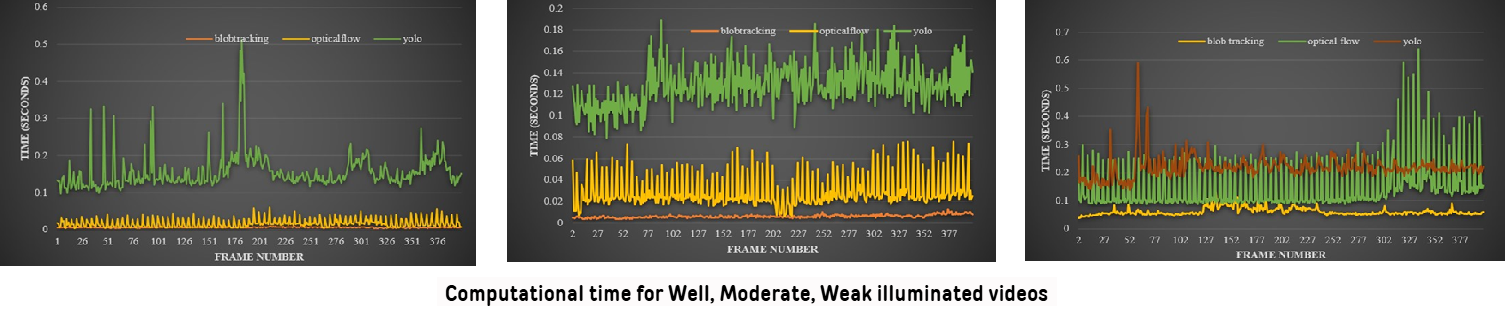 0.6
0.5
0.4
0.3
0.2
0.1
0
TIME (SECONDS)
blobtracking opticalflow yolo
1 26 51 76 101 126 151 176 201 226 251 276 301 326 351 376
FRAME NUMBER
0.2
0.18
0.16
0.14
0.12
0.1
0.08
0.06
0.04
0.02
0
TIME (SECONDS)
blobtracking opticalflow yolo
2 27 52 77 102 127 152 177 202 227 252 277 302 327 352 377
FRAME NUMBER
0.7
0.6
0.5
0.4
0.3
0.2
0.1
0
TIME (SECONDS)
blob tracking optical flow yolo
2 27 52 77 102 127 152 177 202 227 252 277 302 327 352 377
FRAME NUMBER
Computational time for Well, Moderate, Weak illuminated videos